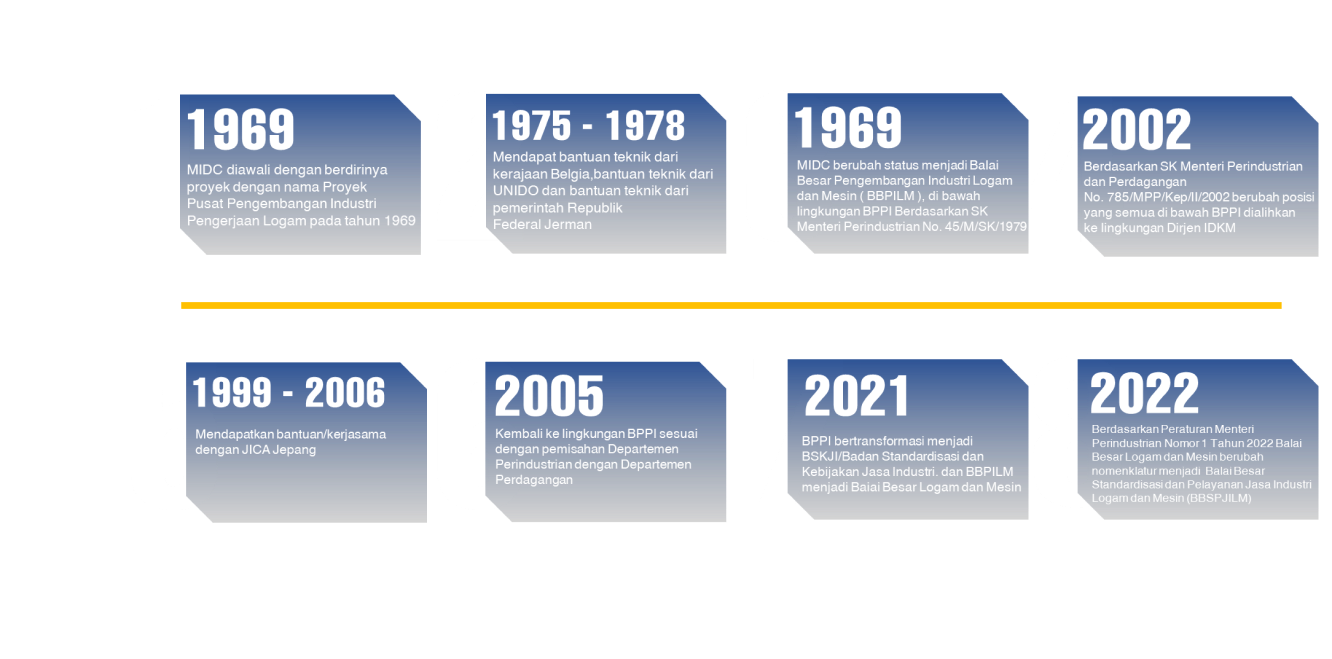 1969
MIDC diawali dengan berdirinya
proyek dengan nama Proyek
Pusat Pengembangan Industri
Pengerjaan Logam pada tahun 1969
1975 - 1978
Mendapat bantuan teknik dari
kerajaan Belgia,bantuan teknik dari
UNIDO dan bantuan teknik dari
pemerintah Republik
Federal Jerman
1969
MIDC berubah status menjadi Balai
Besar Pengembangan Industri Logam
dan Mesin ( BBPILM ), di bawah
lingkungan BPPI Berdasarkan SK
Menteri Perindustrian No. 45/M/SK/1979
2002
Berdasarkan SK Menteri Perindustrian
dan Perdagangan
No. 785/MPP/Kep/II/2002 berubah posisi
yang semua di bawah BPPI dialihkan
ke lingkungan Dirjen IDKM
1999 - 2006
Mendapatkan bantuan/kerjasama
dengan JICA Jepang
2005
Kembali ke lingkungan BPPI sesuai
dengan pemisahan Departemen
Perindustrian dengan Departemen
Perdagangan
2021
BPPI bertransformasi menjadi
BSKJI/Badan Standardisasi dan
Kebijakan Jasa Industri. dan BBPILM
menjadi Baiai Besar Logam dan Mesin
2022
Berdasarkan Peraturan Menteri
Perindustrian Nomor 1 Tahun 2022 Balai
Besar Logam dan Mesin berubah
nomenklatur menjadi Balai Besar
Standardisasi dan Pelayanan Jasa Industri
Logam dan Mesin (BBSPJILM)